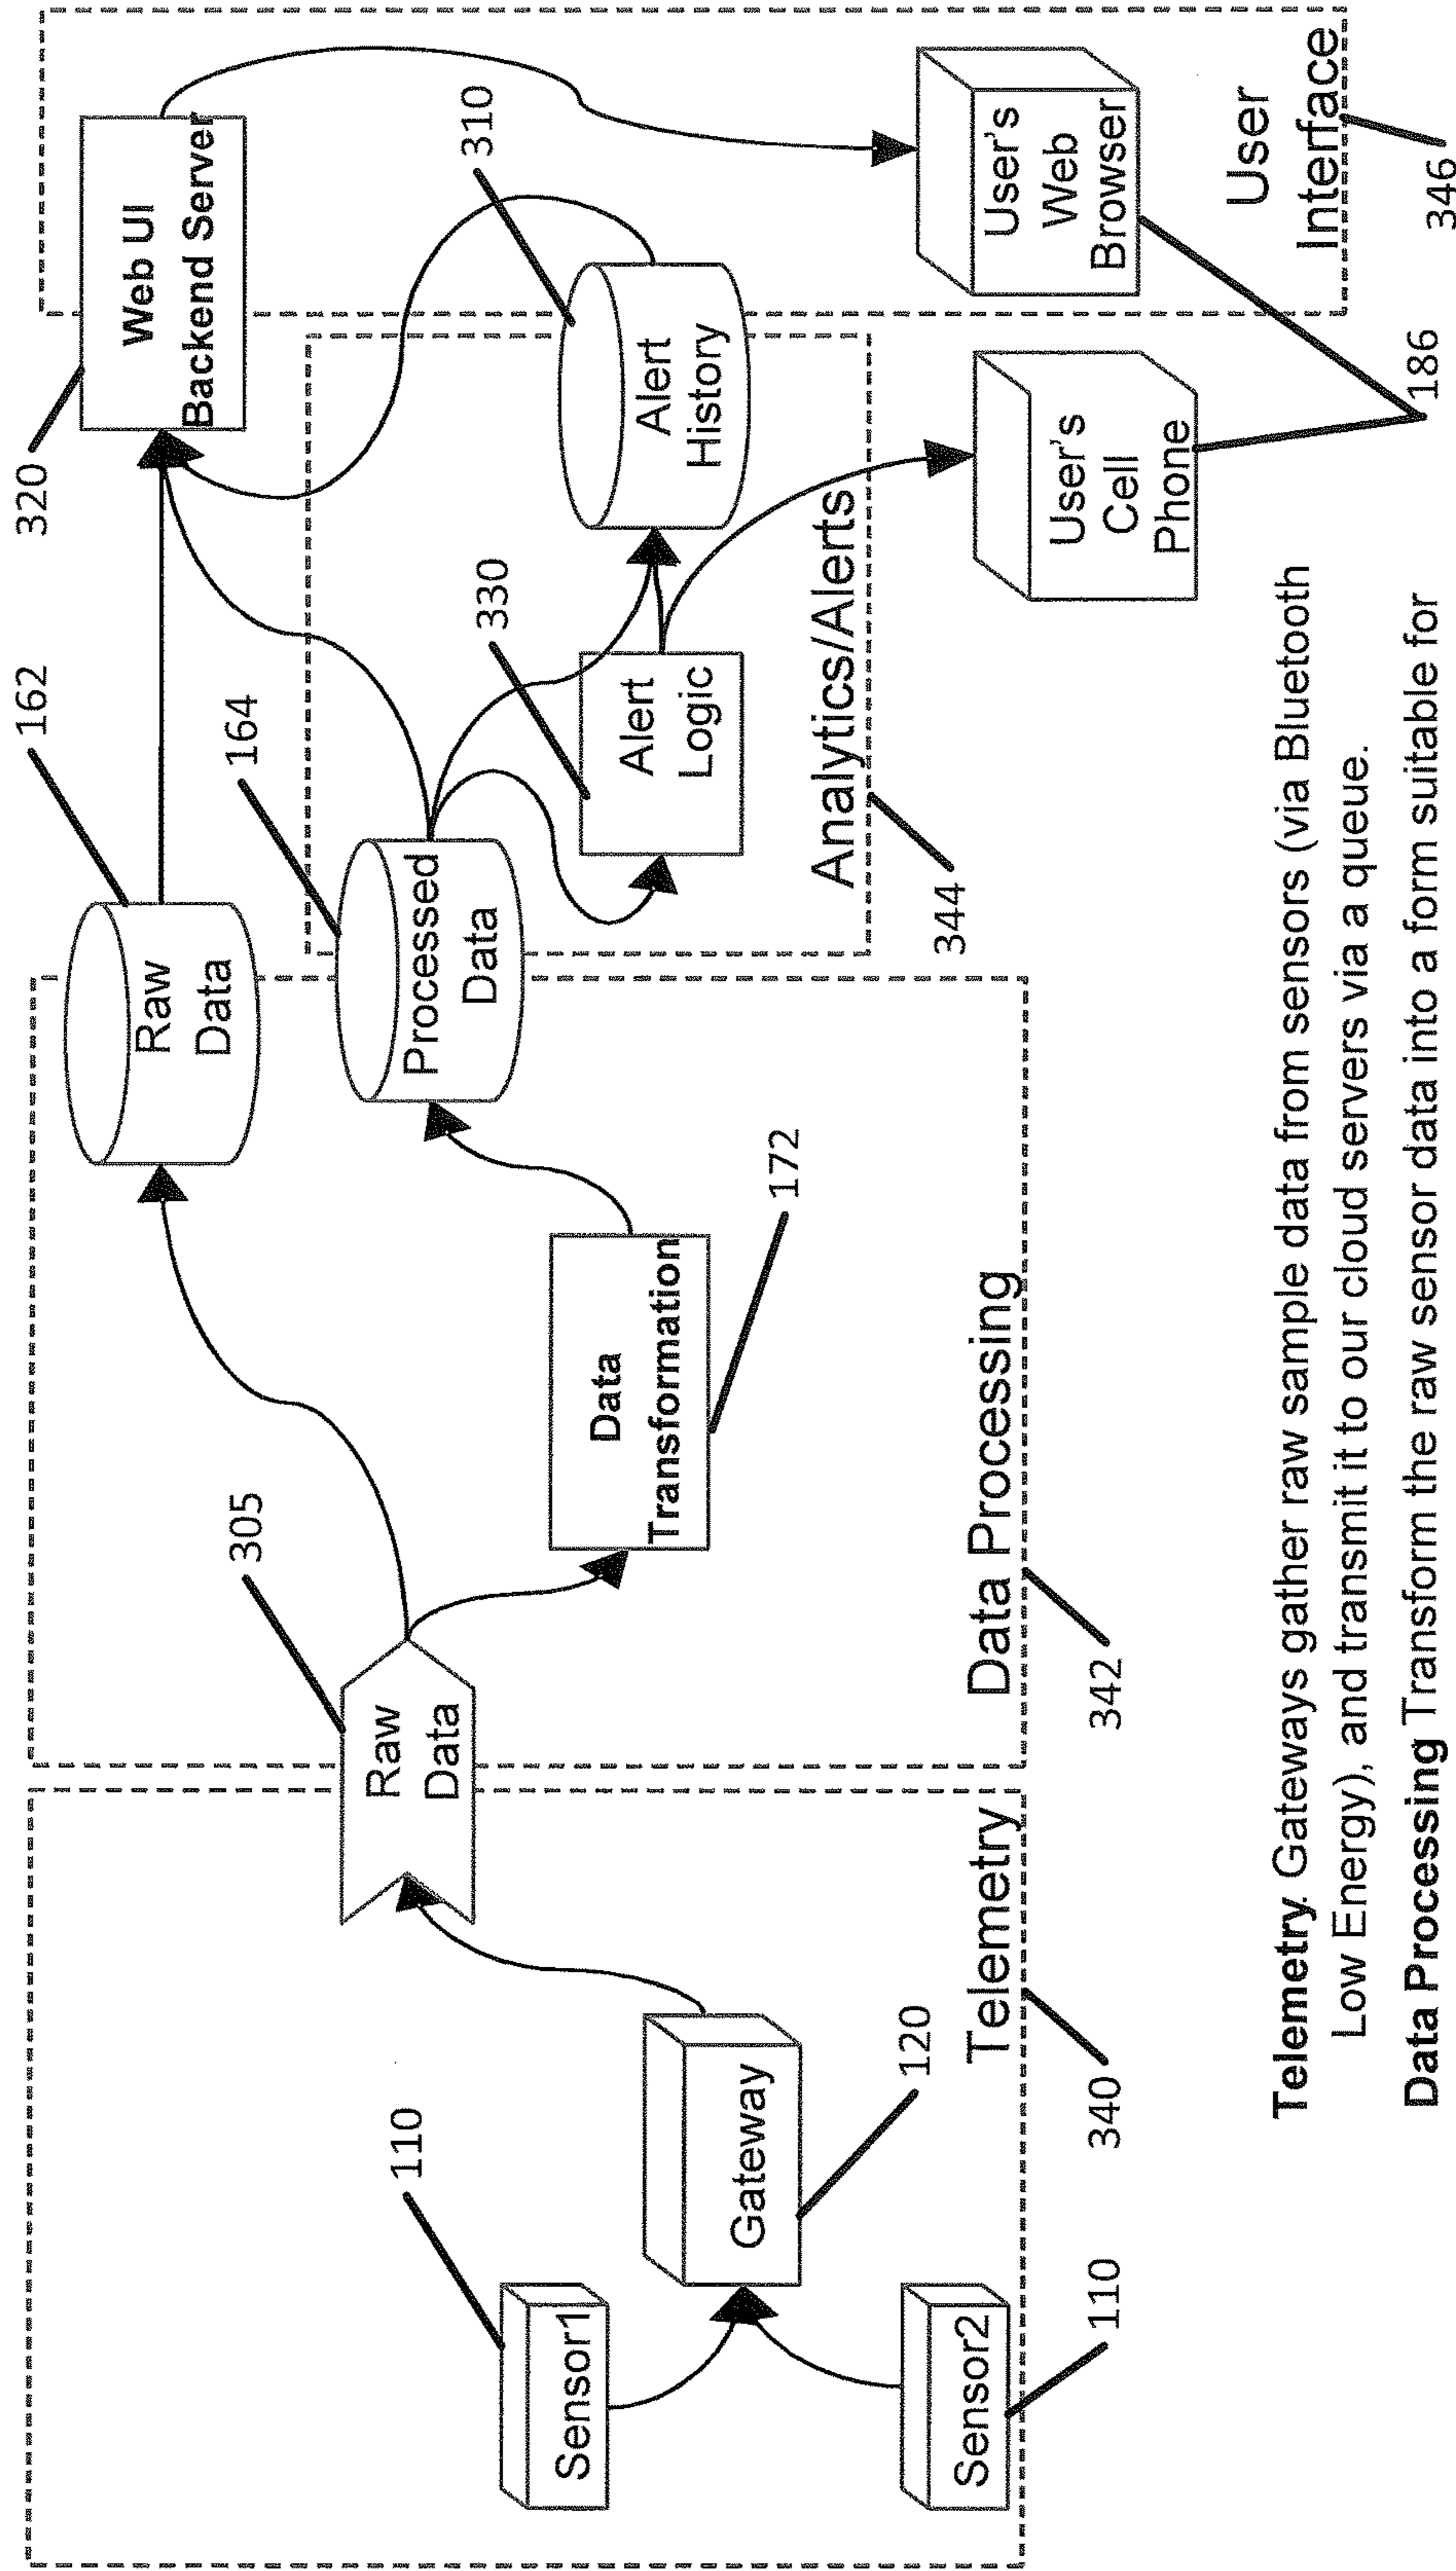 320
Web UI
Backend Server
162
Raw
Data
164
Processed
Data
310
Alert
History
330
Alert
Logic
305
Raw
Data
Data
Transformation
172
110
Sensor1
Gateway
120
Sensor2
110
Telemetry
340
Data Processing
342
Analytics/Alerts
344
User's
Cell
Phone
User's
Web
Browser
186
User
Interface
346
Telemetry. Gateways gather raw sample data from sensors (via Bluetooth
Low Energy), and transmit it to our cloud servers via a queue.
Data Processing Transform the raw sensor data into a form suitable for